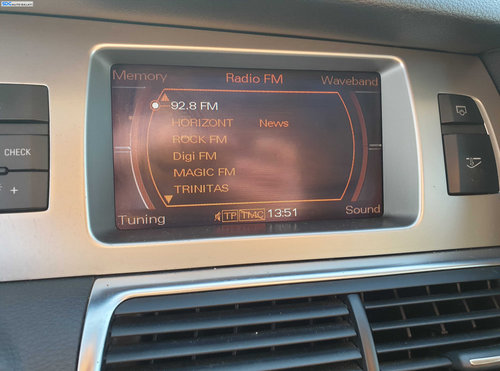 Memory
Radio FM
Waveband
92.8 FM
HORIZONT News
ROCK FM
Digi FM
MAGIC FM
TRINITAS
Tuning
TP TMC 13:51
Sound
CHECK